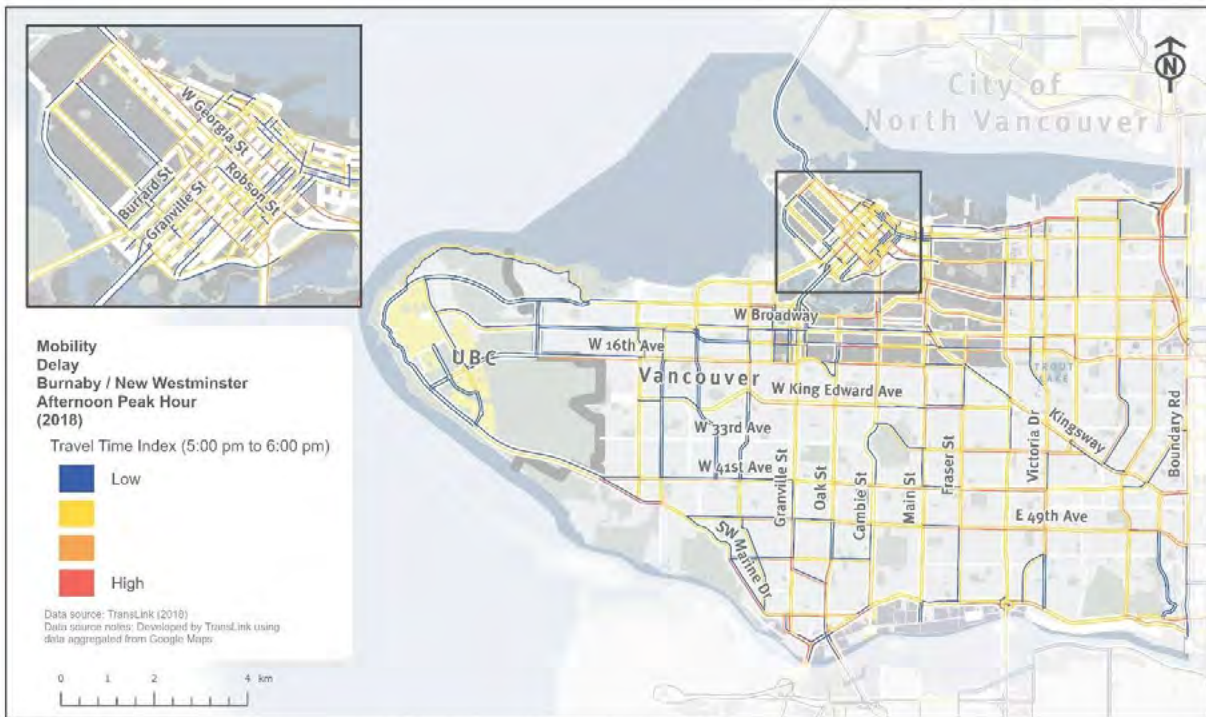 W Georgia St
Robson St
Burrard St
Granville St
N
City of
North Vancouver
W Broadway
UBC
W 16th Ave
Vancouver
W King Edward Ave
TROUT
LAKE
W 33rd Ave
Kingsway
W 41st Ave
Granville St
Oak St
Cambie St
Main St
Fraser St
Victoria Dr
Boundary Rd
E 49th Ave
SW Marine Dr
Mobility
Delay
Burnaby / New Westminster
Afternoon Peak Hour
(2018)
Travel Time Index (5:00 pm to 6:00 pm)
Low
High
Data source: TransLink (2018)
Data source notes: Developed by TransLink using
data aggregated from Google Maps
0 1 2 4 km